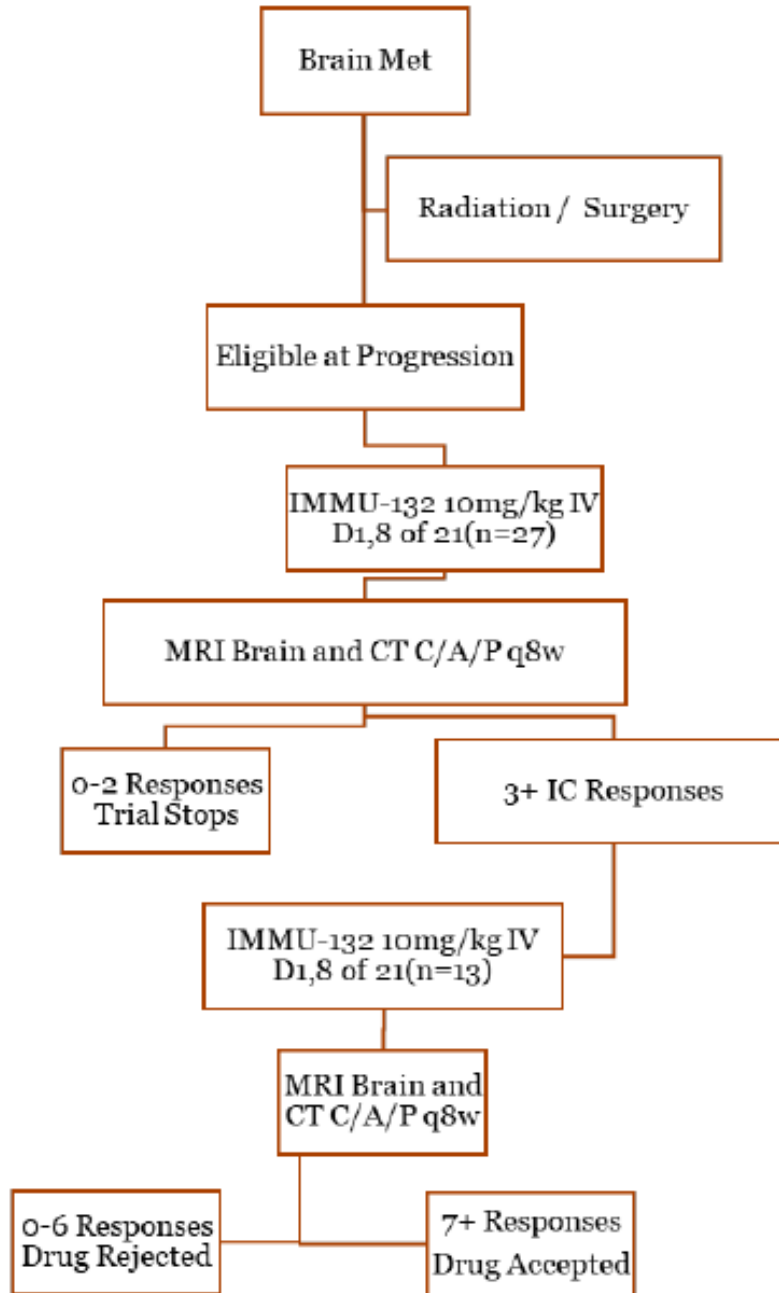 Brain Met
Radiation / Surgery
Eligible at Progression
IMMU-132 10mg/kg IV
D1,8 of 21(n=27)
MRI Brain and CT C/A/P q8w
0-2 Responses
Trial Stops
3+ IC Responses
IMMU-132 10mg/kg IV
D1,8 of 21(n=13)
MRI Brain and
CT C/A/P q8w
0-6 Responses
Drug Rejected
7+ Responses
Drug Accepted